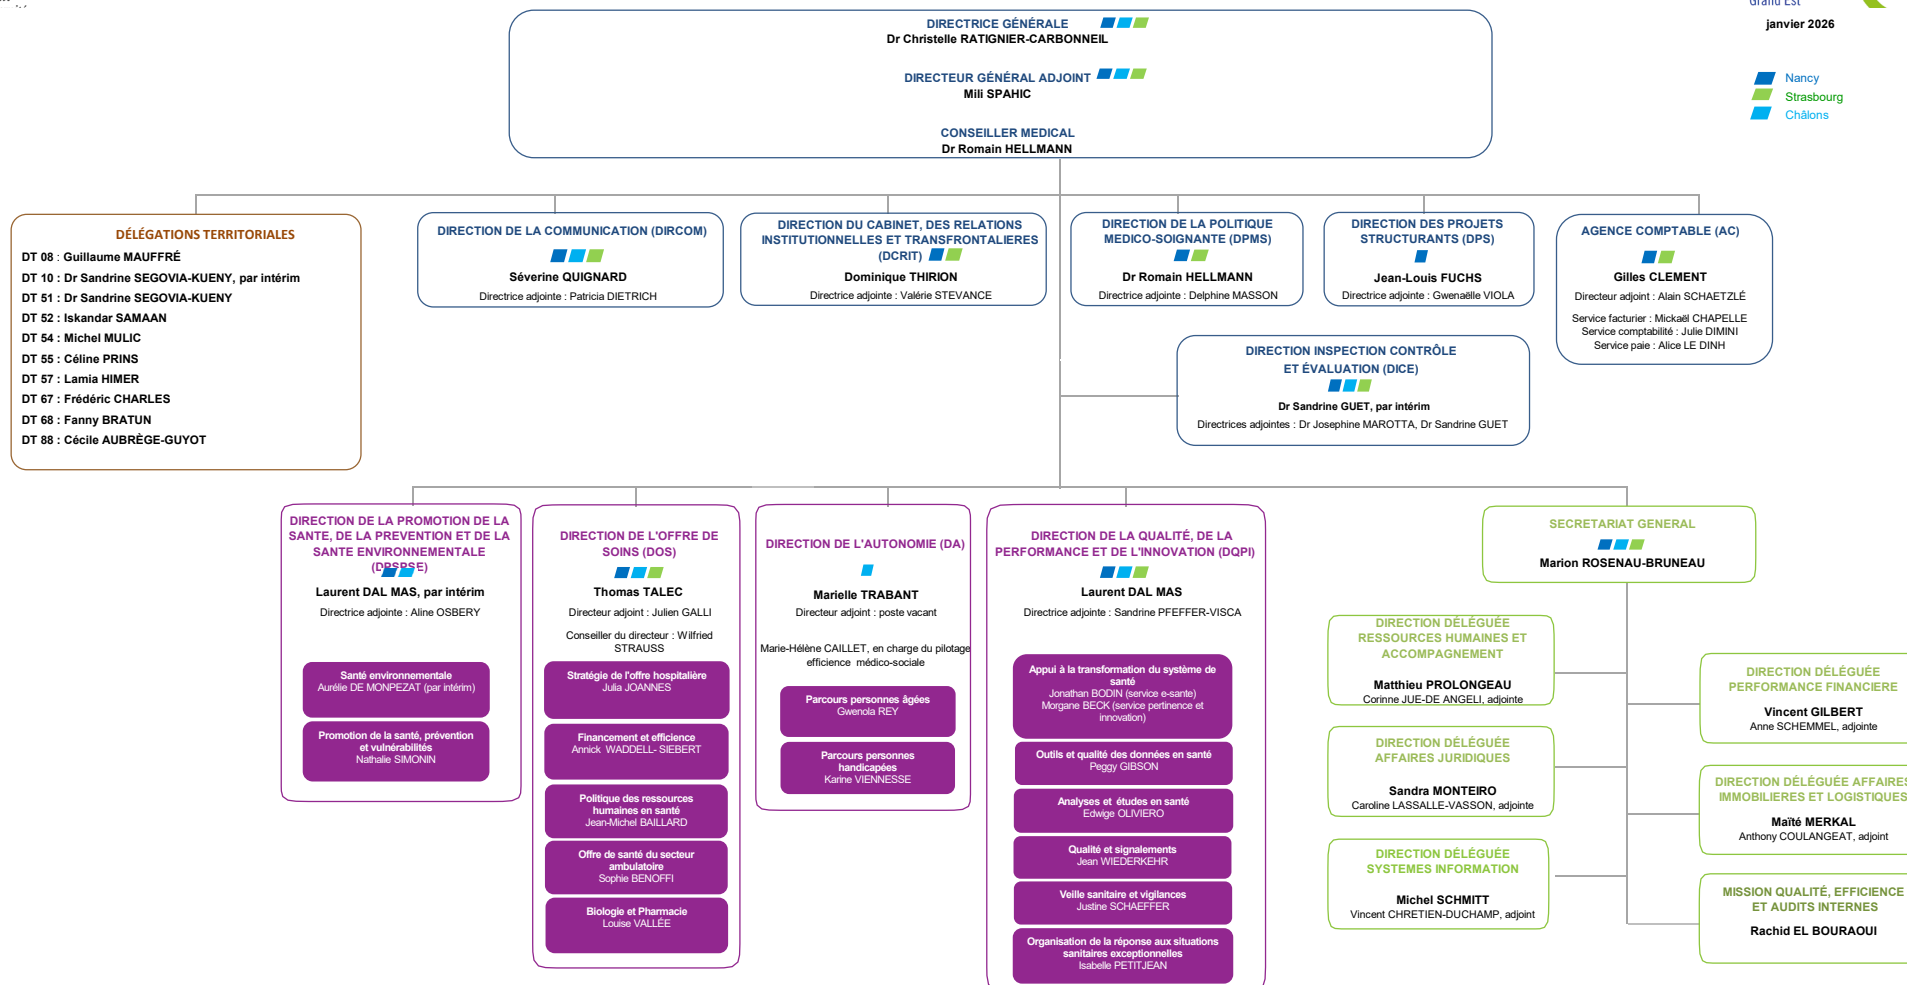 Grand Est
janvier 2026
Nancy
Strasbourg
Châlons
DIRECTRICE GÉNÉRALE
Dr Christelle RATIGNIER-CARBONNEIL
DIRECTEUR GÉNÉRAL ADJOINT
Mili SPAHIC
CONSEILLER MEDICAL
Dr Romain HELLMANN
DÉLÉGATIONS TERRITORIALES
DT 08 : Guillaume MAUFFRÉ
DT 10 : Dr Sandrine SEGOVIA-KUENY, par intérim
DT 51 : Dr Sandrine SEGOVIA-KUENY
DT 52 : Iskandar SAMAAN
DT 54 : Michel MULIC
DT 55 : Céline PRINS
DT 57 : Lamia HIMER
DT 67 : Frédéric CHARLES
DT 68 : Fanny BRATUN
DT 88 : Cécile AUBRÈGE-GUYOT
DIRECTION DE LA COMMUNICATION (DIRCOM)
Séverine QUIGNARD
Directrice adjointe : Patricia DIETRICH
DIRECTION DU CABINET, DES RELATIONS
INSTITUTIONNELLES ET TRANSFRONTALIERES
(DCRIT)
Dominique THIRION
Directrice adjointe : Valérie STEVANCE
DIRECTION DE LA POLITIQUE
MEDICO-SOIGNANTE (DPMS)
Dr Romain HELLMANN
Directrice adjointe : Delphine MASSON
DIRECTION DES PROJETS
STRUCTURANTS (DPS)
Jean-Louis FUCHS
Directrice adjointe : Gwenaëlle VIOLA
AGENCE COMPTABLE (AC)
Gilles CLEMENT
Directeur adjoint : Alain SCHAETZLÉ
Service facturier : Mickaël CHAPELLE
Service comptabilité : Julie DIMINI
Service paie : Alice LE DINH
DIRECTION INSPECTION CONTRÔLE
ET ÉVALUATION (DICE)
Dr Sandrine GUET, par intérim
Directrices adjointes : Dr Josephine MAROTTA, Dr Sandrine GUET
DIRECTION DE LA PROMOTION DE LA
SANTE, DE LA PREVENTION ET DE LA
SANTE ENVIRONNEMENTALE
(DPSPSE)
Laurent DAL MAS, par intérim
Directrice adjointe : Aline OSBERY
Santé environnementale
Aurélie DE MONPEZAT (par intérim)
Promotion de la santé, prévention
et vulnérabilités
Nathalie SIMONIN
DIRECTION DE L'OFFRE DE
SOINS (DOS)
Thomas TALEC
Directeur adjoint : Julien GALLI
Conseiller du directeur : Wilfried
STRAUSS
Stratégie de l'offre hospitalière
Julia JOANNES
Financement et efficience
Annick WADDELL- SIEBERT
Politique des ressources
humaines en santé
Jean-Michel BAILLARD
Offre de santé du secteur
ambulatoire
Sophie BENOFFI
Biologie et Pharmacie
Louise VALLÉE
DIRECTION DE L'AUTONOMIE (DA)
Marielle TRABANT
Directeur adjoint : poste vacant
Marie-Hélène CAILLET, en charge du pilotage
efficience médico-sociale
Parcours personnes âgées
Gwenola REY
Parcours personnes
handicapées
Karine VIENNESSE
DIRECTION DE LA QUALITÉ, DE LA
PERFORMANCE ET DE L'INNOVATION (DQPI)
Laurent DAL MAS
Directrice adjointe : Sandrine PFEFFER-VISCA
Appui à la transformation du système de
santé
Jonathan BODIN (service e-sante)
Morgane BECK (service pertinence et
innovation)
Outils et qualité des données en santé
Peggy GIBSON
Analyses et études en santé
Edwige OLIVIERO
Qualité et signalements
Jean WIEDERKEHR
Veille sanitaire et vigilances
Justine SCHAEFFER
Organisation de la réponse aux situations
sanitaires exceptionnelles
Isabelle PETITJEAN
SECRETARIAT GENERAL
Marion ROSENAU-BRUNEAU
DIRECTION DÉLÉGUÉE
RESSOURCES HUMAINES ET
ACCOMPAGNEMENT
Matthieu PROLONGEAU
Corinne JUE-DE ANGELI, adjointe
DIRECTION DÉLÉGUÉE
AFFAIRES JURIDIQUES
Sandra MONTEIRO
Caroline LASSALLE-VASSON, adjointe
DIRECTION DÉLÉGUÉE
SYSTEMES INFORMATION
Michel SCHMITT
Vincent CHRETIEN-DUCHAMP, adjoint
DIRECTION DÉLÉGUÉE
PERFORMANCE FINANCIERE
Vincent GILBERT
Anne SCHEMMEL, adjointe
DIRECTION DÉLÉGUÉE AFFAIRES
IMMOBILIERES ET LOGISTIQUES
Maïté MERKAL
Anthony COULANGEAT, adjoint
MISSION QUALITÉ, EFFICIENCE
ET AUDITS INTERNES
Rachid EL BOURAOUI